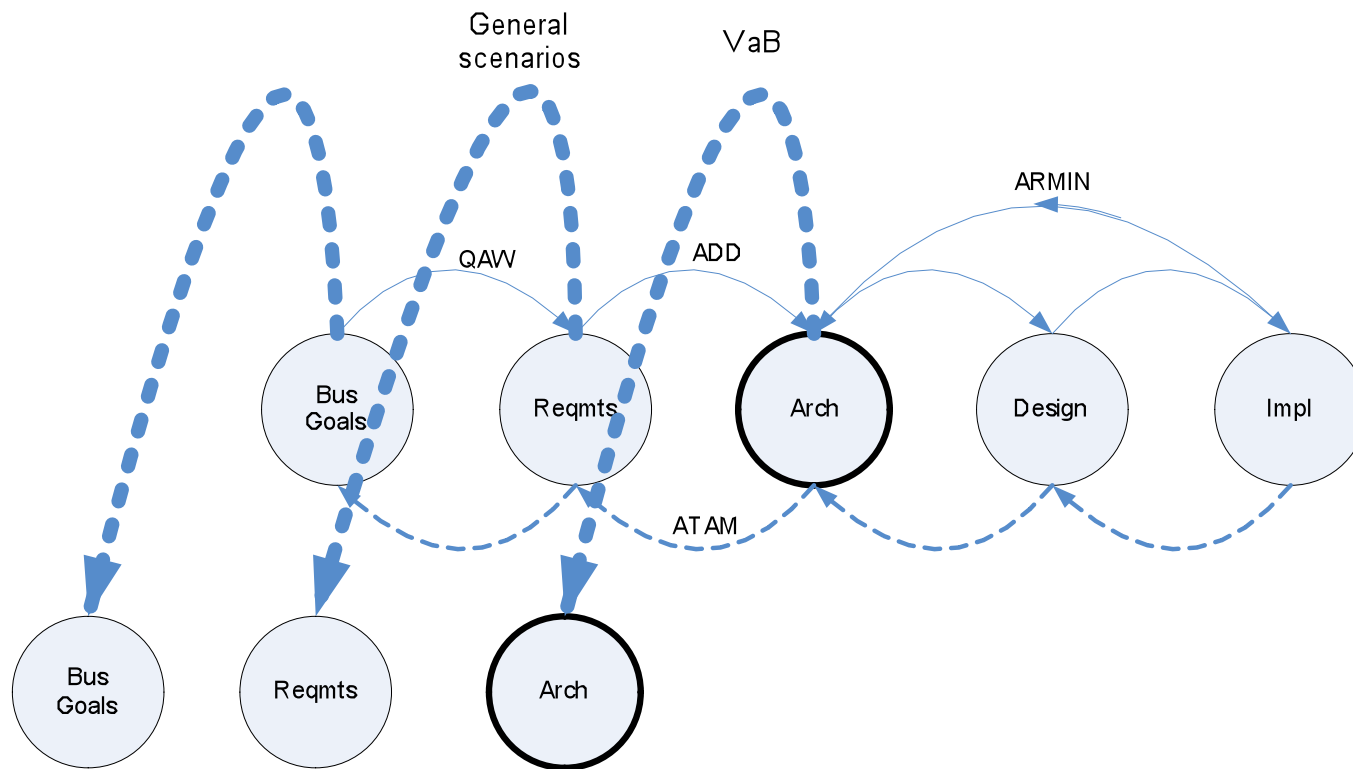 General
scenarios
VaB
ARMIN
QAW
ADD
Bus
Goals
Reqmts
Arch
Design
Impl
ATAM
Bus
Goals
Reqmts
Arch